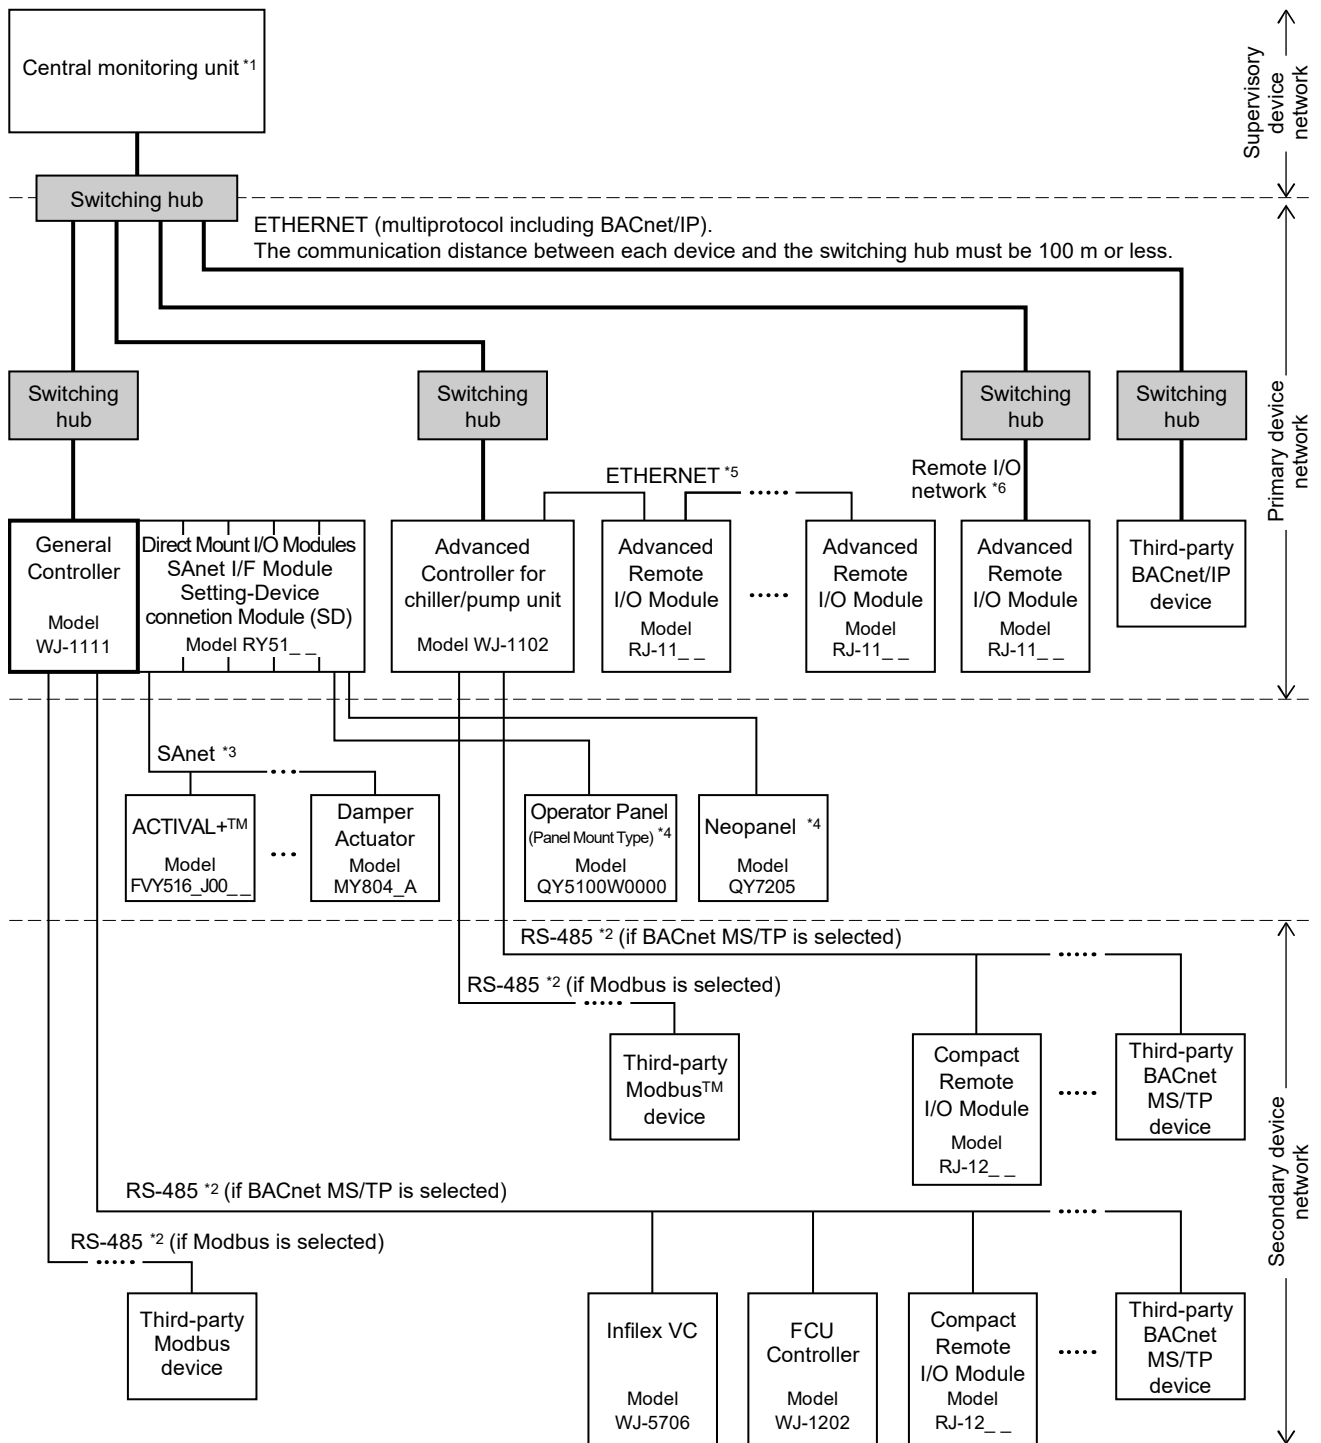 Central monitoring unit *1
Supervisory
device
network
Switching hub
ETHERNET (multiprotocol including BACnet/IP).
The communication distance between each device and the switching hub must be 100 m or less.
Switching
hub
Switching
hub
Switching
hub
Switching
hub
Primary device
network
ETHERNET *5
Remote I/O
network *6
General
Controller
Model
WJ-1111
Direct Mount I/O Modules
SAnet I/F Module
Setting-Device
connetion Module (SD)
Model RY51_ _
Advanced
Controller for
chiller/pump unit
Model WJ-1102
Advanced
Remote
I/O Module
Model
RJ-11_ _
Advanced
Remote
I/O Module
Model
RJ-11_ _
Advanced
Remote
I/O Module
Model
RJ-11_ _
Third-party
BACnet/IP
device
SAnet *3
ACTIVAL+TM
Model
FVY516_J00_ _
Damper
Actuator
Model
MY804_A
Operator Panel
(Panel Mount Type) *4
Model
QY5100W0000
Neopanel *4
Model
QY7205
RS-485 *2 (if BACnet MS/TP is selected)
RS-485 *2 (if Modbus is selected)
Third-party
ModbusTM
device
Compact
Remote
I/O Module
Model
RJ-12_ _
Third-party
BACnet
MS/TP
device
Secondary device
network
RS-485 *2 (if BACnet MS/TP is selected)
RS-485 *2 (if Modbus is selected)
Third-party
Modbus
device
Infilex VC
Model
WJ-5706
FCU
Controller
Model
WJ-1202
Compact
Remote
I/O Module
Model
RJ-12_ _
Third-party
BACnet
MS/TP
device